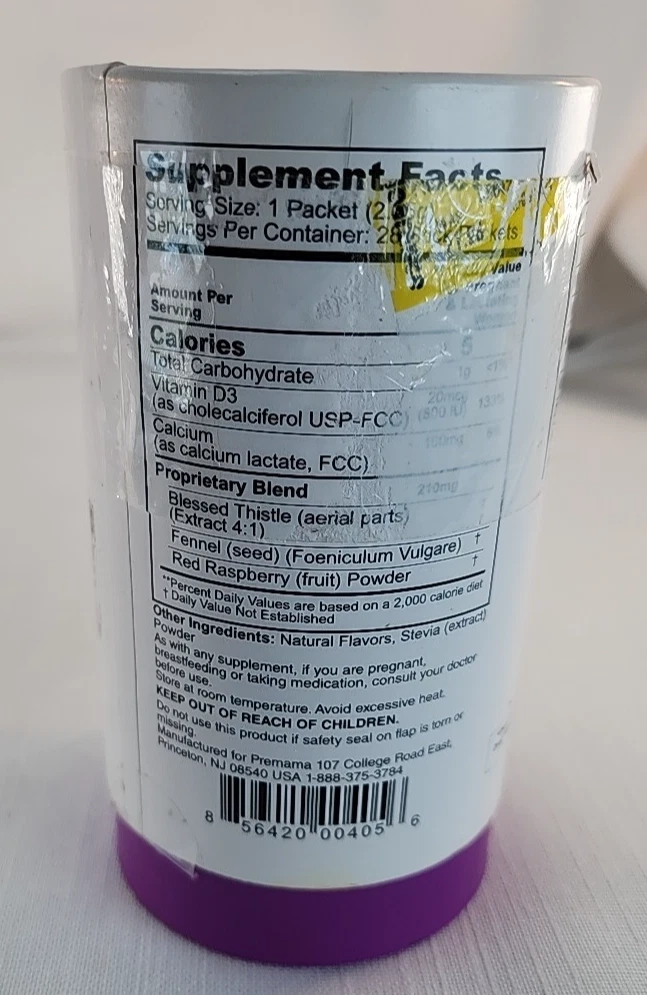 Supplement Facts
Serving Size: 1 Packet (2.
Servings Per Container: 28
Value
Amount Per
Serving
Calories 5
Total Carbohydrate 1g <1%
Vitamin D3 20mcg
(as cholecalciferol USP-FCC) (800 IU)
Calcium
(as calcium lactate, FCC)
Proprietary Blend 210mg
Blessed Thistle (aerial parts)
(Extract 4:1)
Fennel (seed) (Foeniculum Vulgare) †
Red Raspberry (fruit) Powder †
**Percent Daily Values are based on a 2,000 calorie diet
† Daily Value Not Established
Other Ingredients: Natural Flavors, Stevia (extract)
Powder
As with any supplement, if you are pregnant,
breastfeeding or taking medication, consult your doctor
before use.
Store at room temperature. Avoid excessive heat.
KEEP OUT OF REACH OF CHILDREN.
Do not use this product if safety seal on flap is torn or
missing.
Manufactured for Premama 107 College Road East,
Princeton, NJ 08540 USA 1-888-375-3784
8 56420 00405 6